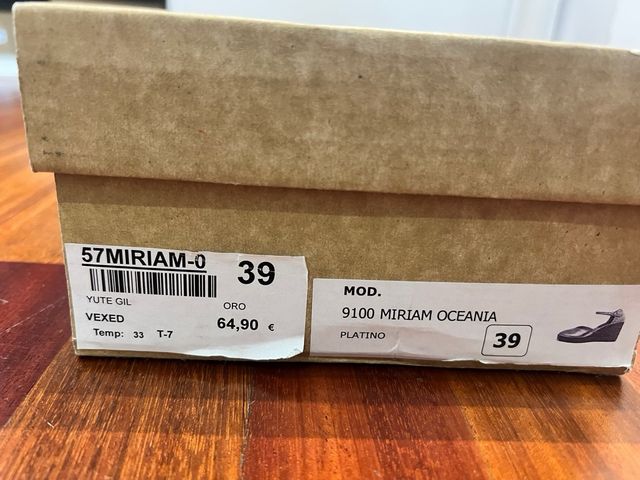 57MIRIAM-0
39
YUTE GIL
ORO
VEXED
64,90 €
Temp: 33 T-7
MOD.
9100 MIRIAM OCEANIA
PLATINO
39